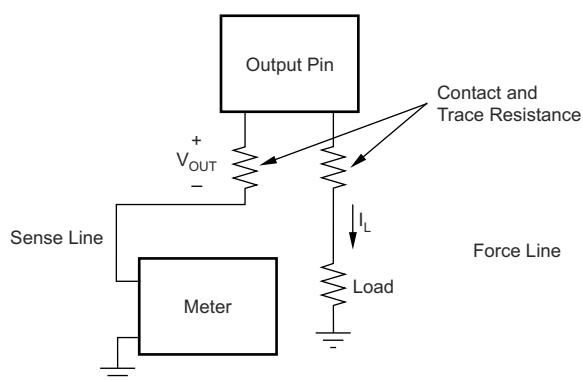 Output Pin
Contact and
Trace Resistance
+
V_OUT
–
Sense Line
I_L
Force Line
Load
Meter